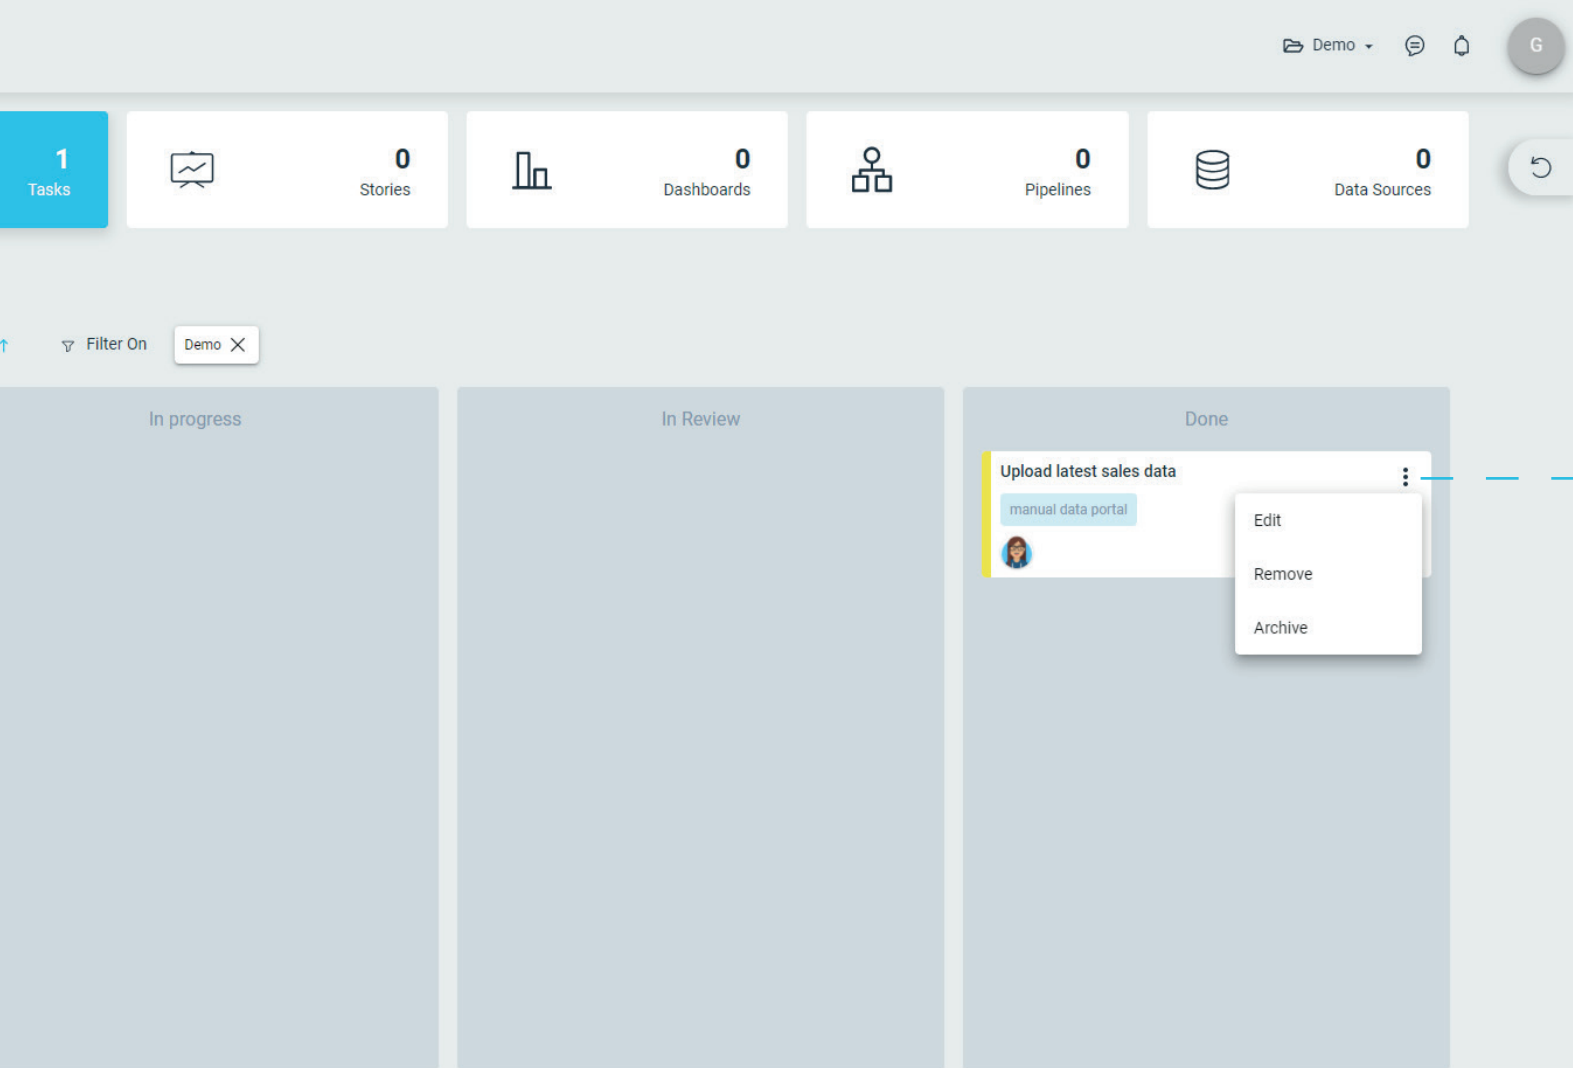 Demo
G
1
Tasks
0
Stories
0
Dashboards
0
Pipelines
0
Data Sources
Filter On
Demo
In progress
In Review
Done
Upload latest sales data
manual data portal
Edit
Remove
Archive